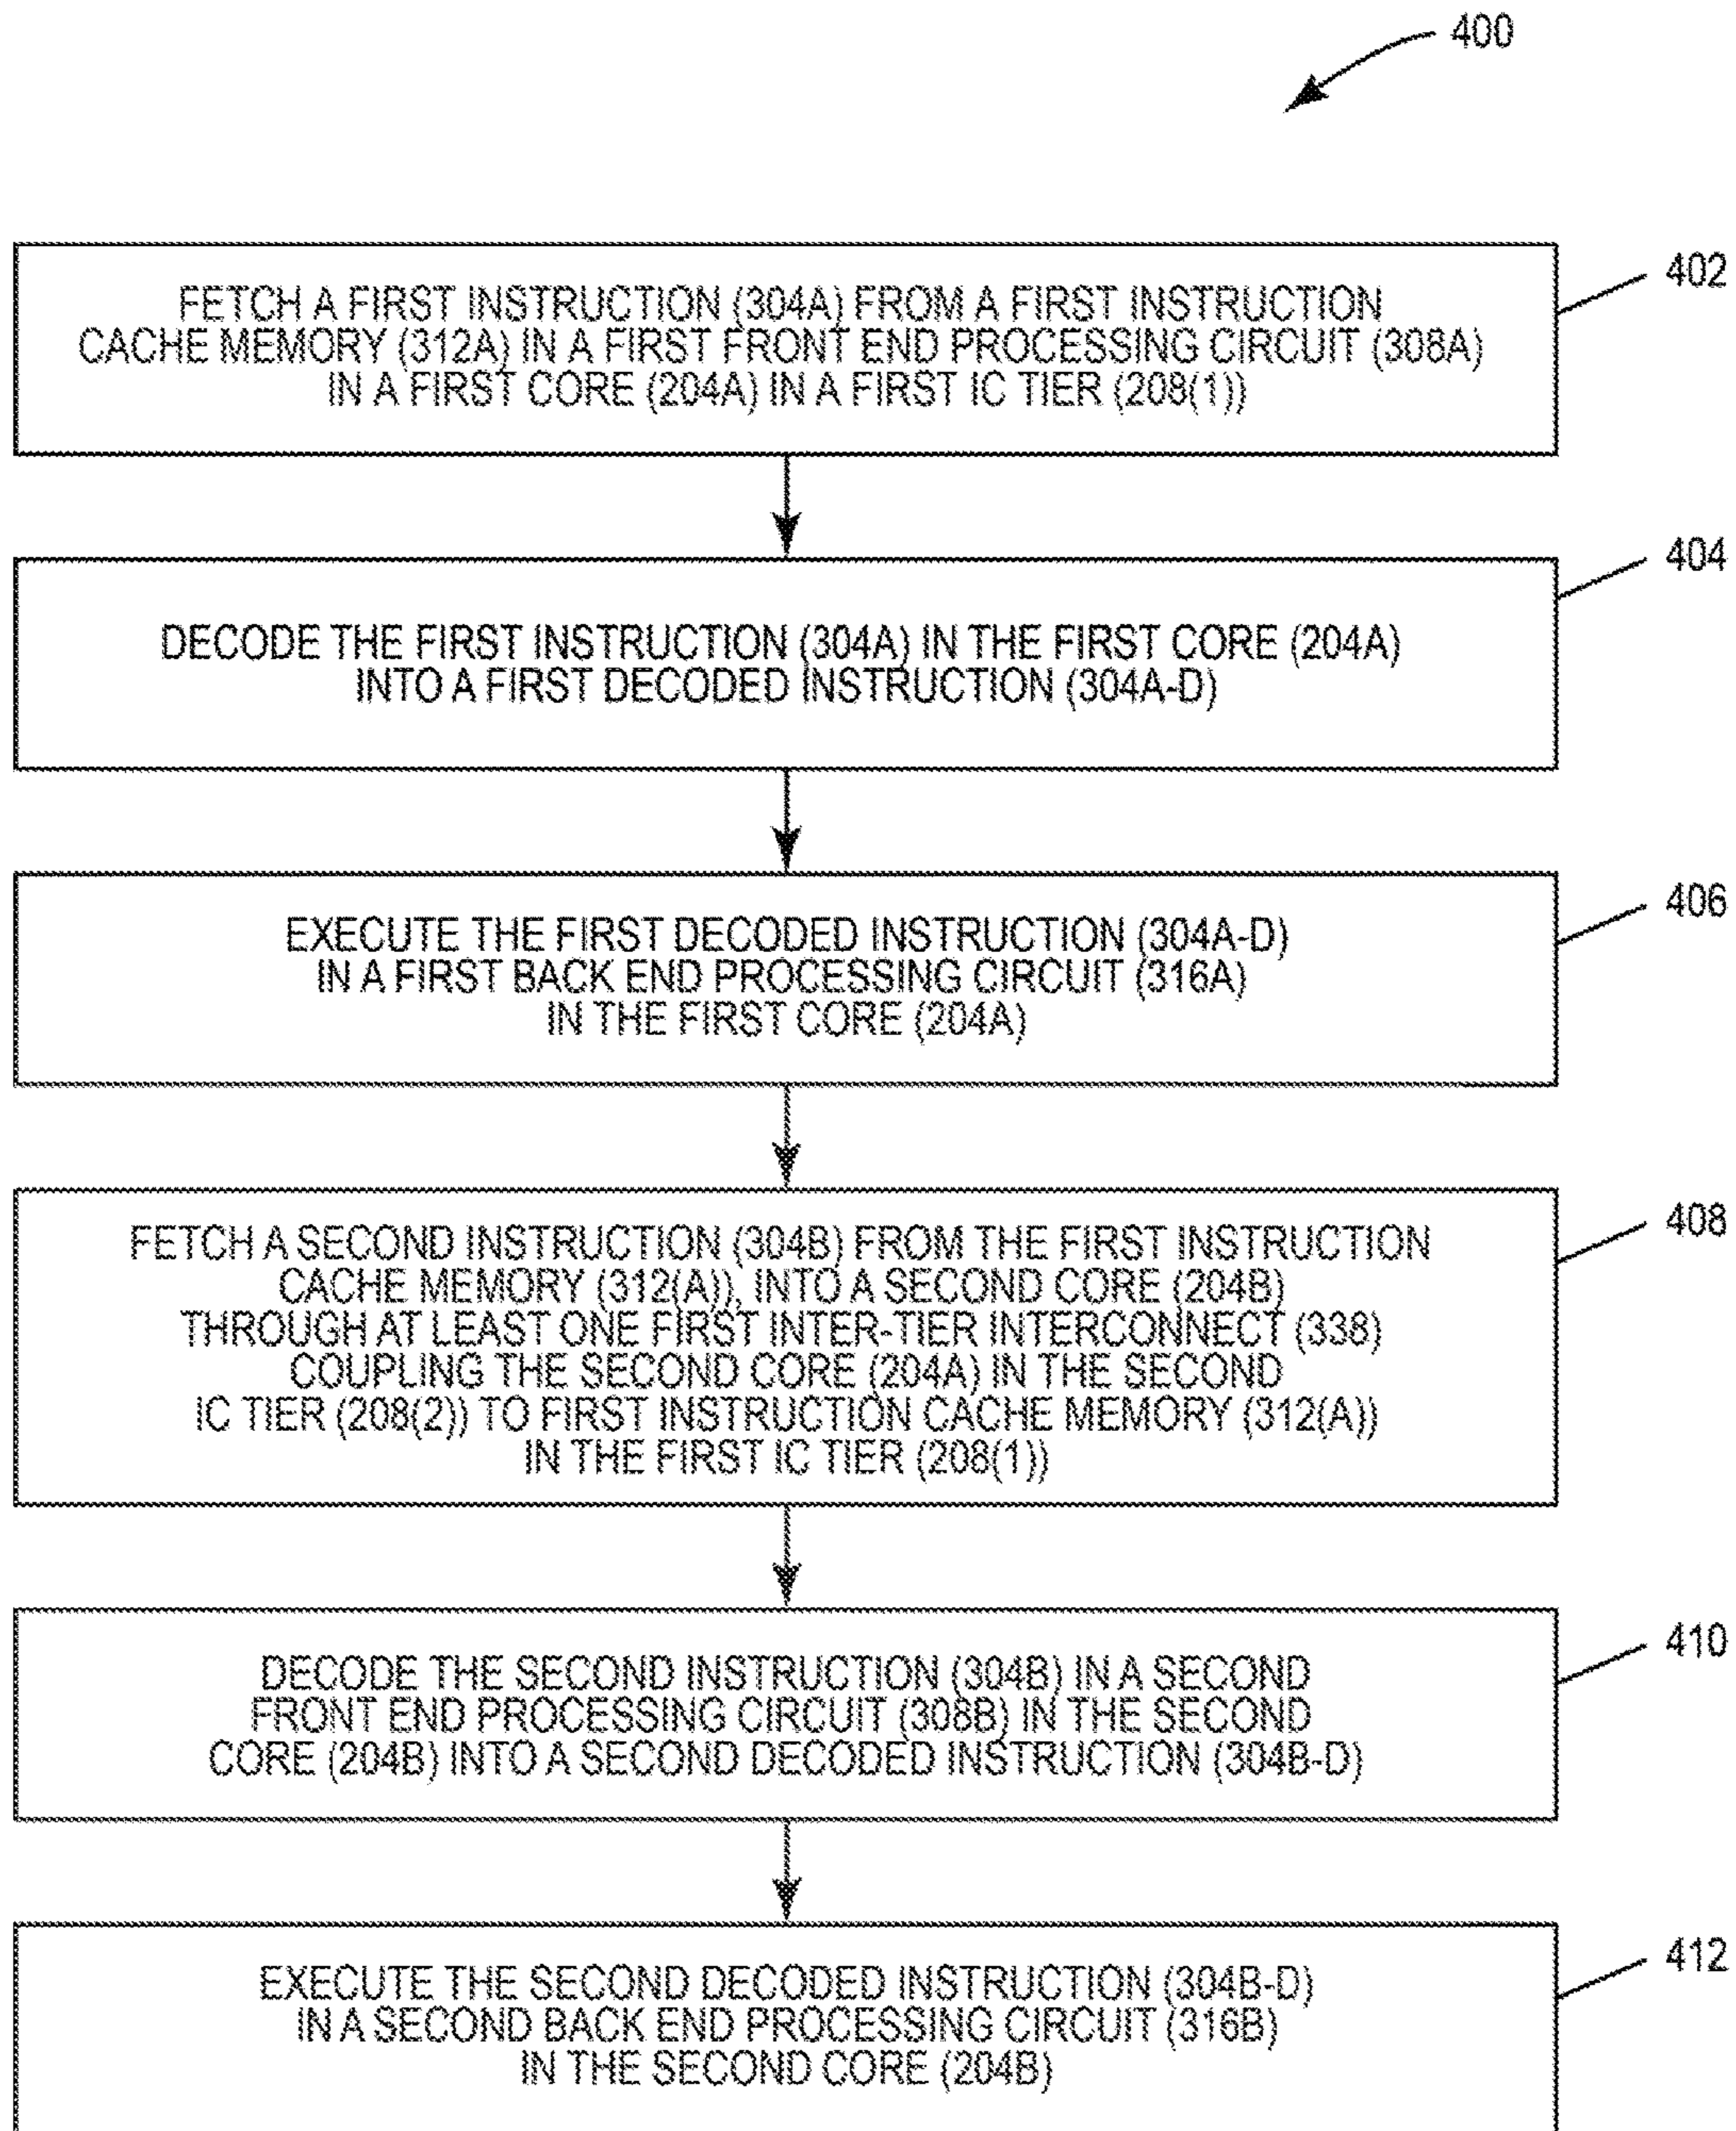 400
FETCH A FIRST INSTRUCTION (304A) FROM A FIRST INSTRUCTION
CACHE MEMORY (312A) IN A FIRST FRONT END PROCESSING CIRCUIT (308A)
IN A FIRST CORE (204A) IN A FIRST IC TIER (208(1))
402
DECODE THE FIRST INSTRUCTION (304A) IN THE FIRST CORE (204A)
INTO A FIRST DECODED INSTRUCTION (304A-D)
404
EXECUTE THE FIRST DECODED INSTRUCTION (304A-D)
IN A FIRST BACK END PROCESSING CIRCUIT (316A)
IN THE FIRST CORE (204A)
406
FETCH A SECOND INSTRUCTION (304B) FROM THE FIRST INSTRUCTION
CACHE MEMORY (312(A)), INTO A SECOND CORE (204B)
THROUGH AT LEAST ONE FIRST INTER-TIER INTERCONNECT (338)
COUPLING THE SECOND CORE (204A) IN THE SECOND
IC TIER (208(2)) TO FIRST INSTRUCTION CACHE MEMORY (312(A))
IN THE FIRST IC TIER (208(1))
408
DECODE THE SECOND INSTRUCTION (304B) IN A SECOND
FRONT END PROCESSING CIRCUIT (308B) IN THE SECOND
CORE (204B) INTO A SECOND DECODED INSTRUCTION (304B-D)
410
EXECUTE THE SECOND DECODED INSTRUCTION (304B-D)
IN A SECOND BACK END PROCESSING CIRCUIT (316B)
IN THE SECOND CORE (204B)
412